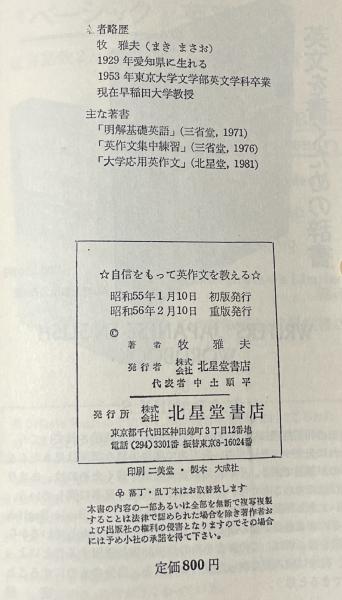 著者略歴
牧 雅夫(まき まさお)
1929年愛知県に生れる
1953年東京大学文学部英文学科卒業
現在早稲田大学教授
主な著書
「明解基礎英語」(三省堂, 1971)
「英作文集中練習」(三省堂, 1976)
「大学応用英作文」(北星堂, 1981)
☆自信をもって英作文を教える☆
昭和55年1月10日 初版発行
昭和56年2月10日 重版発行
©
著者 牧 雅夫
発行者 株式会社 北星堂書店
代表者 中土順平
発行所 株式会社 北星堂書店
東京都千代田区神田錦町3丁目12番地
電話 (294) 3301番 振替東京8-16024番
印刷 二美堂・製本 大成社
落丁・乱丁本はお取替致します
本書の内容の一部あるいは全部を無断で複写複製
することは法律で認められた場合を除き著作者お
よび出版社の権利の侵害となりますのでその場合
には予め小社の承諾を得て下さい。
定価800円